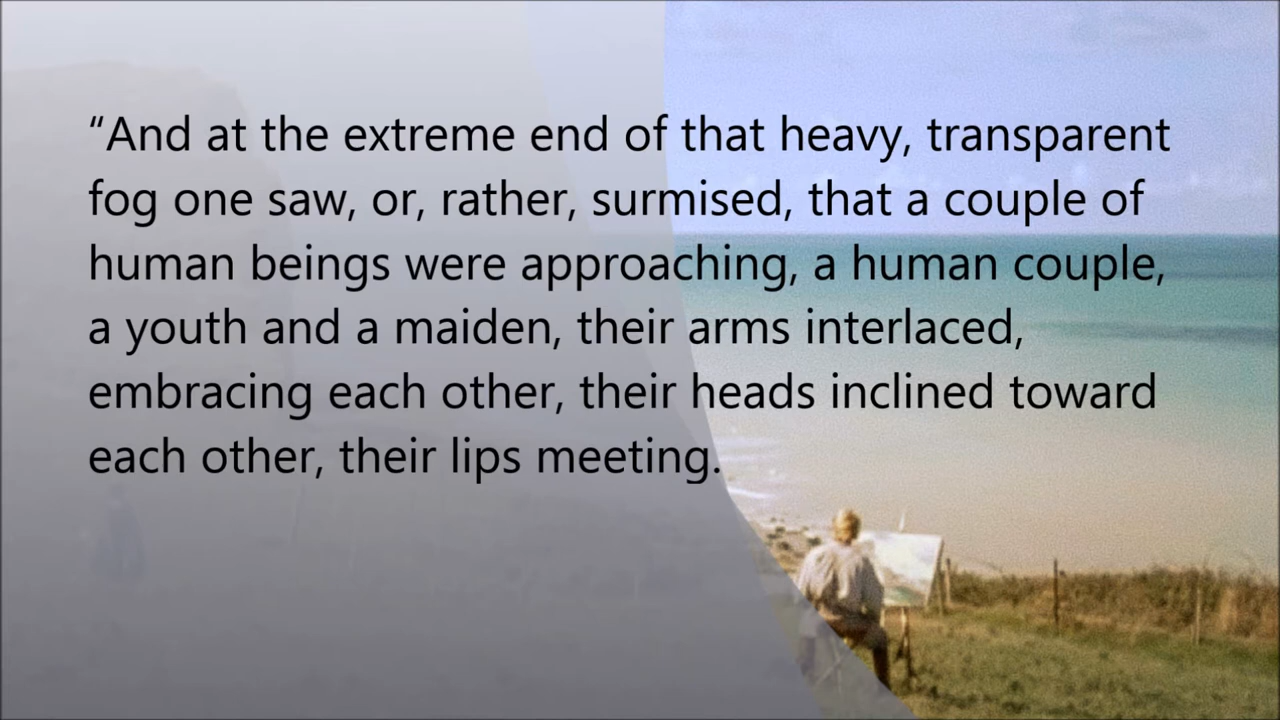 “And at the extreme end of that heavy, transparent
fog one saw, or, rather, surmised, that a couple of
human beings were approaching, a human couple,
a youth and a maiden, their arms interlaced,
embracing each other, their heads inclined toward
each other, their lips meeting.